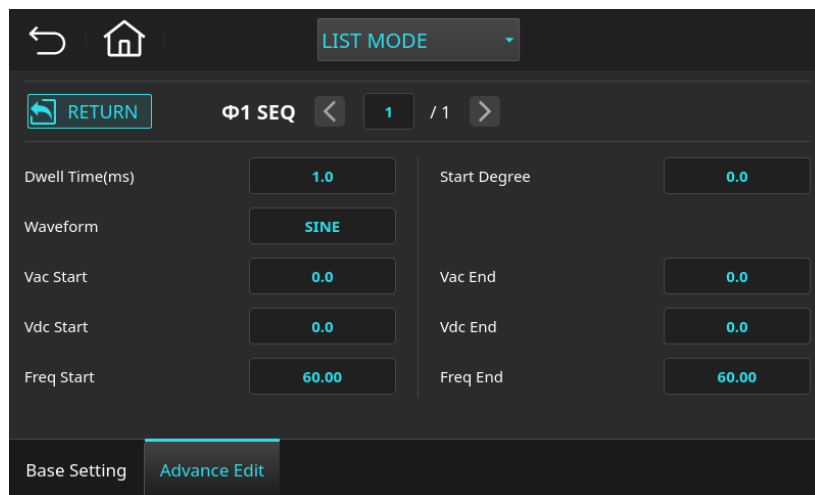 LIST MODE
RETURN Φ1 SEQ 1 / 1
Dwell Time(ms) 1.0 Start Degree 0.0
Waveform SINE
Vac Start 0.0 Vac End 0.0
Vdc Start 0.0 Vdc End 0.0
Freq Start 60.00 Freq End 60.00
Base Setting Advance Edit